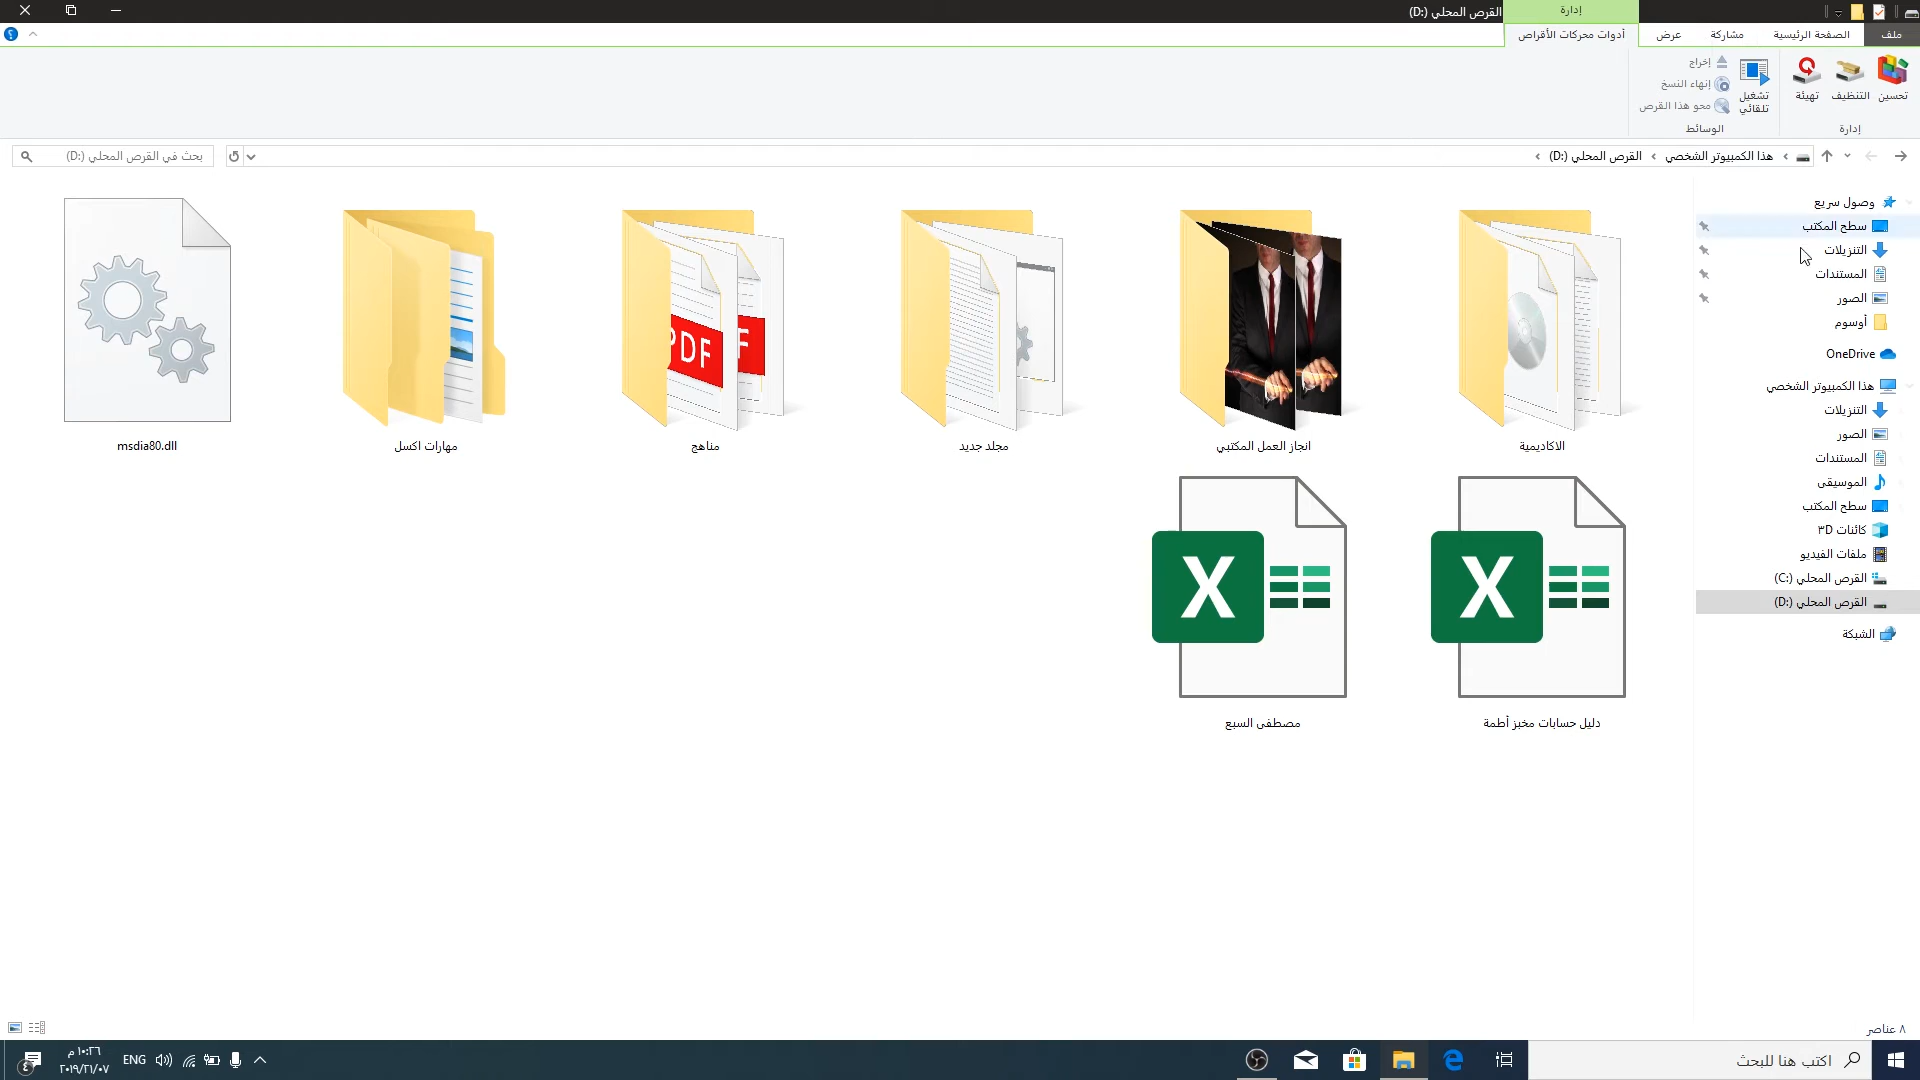 القرص المحلي (D:)
إدارة
ملف
الصفحة الرئيسية
مشاركة
عرض
أدوات محركات الأقراص
تحسين
التنظيف
تهيئة
إدارة
تشغيل
تلقائي
إخراج
إنهاء النسخ
محو هذا القرص
الوسائط
هذا الكمبيوتر الشخصي › القرص المحلي (D:) ›
بحث في القرص المحلي (D:)
وصول سريع
سطح المكتب
التنزيلات
المستندات
الصور
أوسوم
OneDrive
هذا الكمبيوتر الشخصي
التنزيلات
الصور
المستندات
الموسيقى
سطح المكتب
كائنات ٣D
ملفات الفيديو
القرص المحلي (C:)
القرص المحلي (D:)
الشبكة
PDF
الاكاديمية
انجاز العمل المكتبي
مجلد جديد
مناهج
مهارات اكسل
msdia80.dll
X
X
دليل حسابات مخبز أطمة
مصطفى السبع
٨ عناصر
اكتب هنا للبحث
ENG
١٠:٢٦ م
٢٠١٩/٢١/٠٧
٤